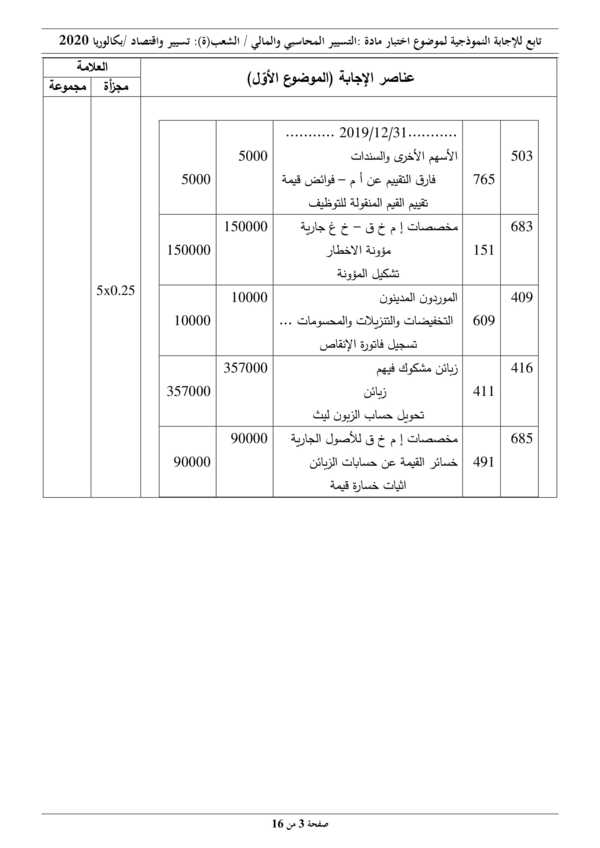 تابع للإجابة النموذجية لموضوع اختبار مادة :التسيير المحاسبي والمالي / الشعب(ة): تسيير واقتصاد /بكالوريا 2020
العلامة
عناصر الإجابة (الموضوع الأوّل)
مجموعة مجزأة
........... 2019/12/31...........
503 الأسهم الأخرى والسندات 5000
765 فارق التقييم عن أ م – فوائض قيمة 5000
تقييم القيم المنقولة للتوظيف
683 مخصصات إ م خ ق – خ غ جارية 150000
151 مؤونة الاخطار 150000
تشكيل المؤونة
5x0.25
409 الموردون المدينون 10000
609 التخفيضات والتنزيلات والمحسومات ... 10000
تسجيل فاتورة الإنقاص
416 زبائن مشكوك فيهم 357000
411 زبائن 357000
تحويل حساب الزبون ليث
685 مخصصات إ م خ ق للأصول الجارية 90000
491 خسائر القيمة عن حسابات الزبائن 90000
اثبات خسارة قيمة
صفحة 3 من 16